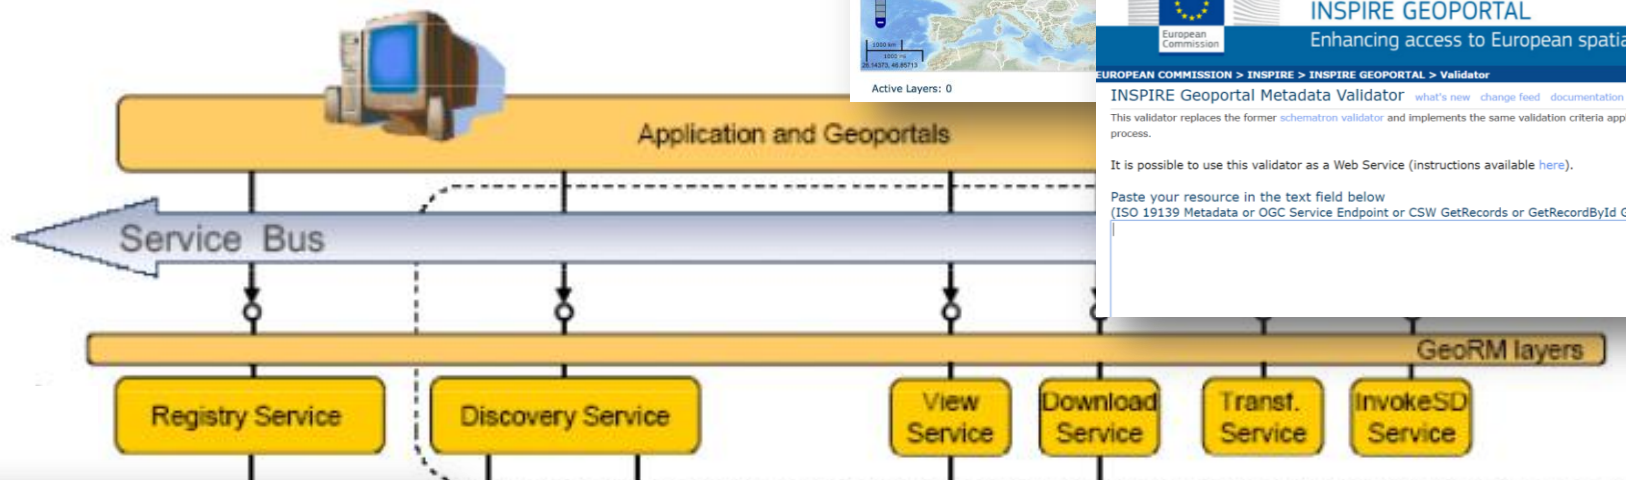 1000 km
1000 mi
Active Layers: 0
European
Commission
INSPIRE GEOPORTAL
Enhancing access to European spatia
EUROPEAN COMMISSION > INSPIRE > INSPIRE GEOPORTAL > Validator
INSPIRE Geoportal Metadata Validator what's new change feed documentation
This validator replaces the former schematron validator and implements the same validation criteria app
process.
It is possible to use this validator as a Web Service (instructions available here).
Paste your resource in the text field below
(ISO 19139 Metadata or OGC Service Endpoint or CSW GetRecords or GetRecordById G
Application and Geoportals
Service Bus
GeoRM layers
Registry Service
Discovery Service
View
Service
Download
Service
Transf.
Service
InvokeSD
Service